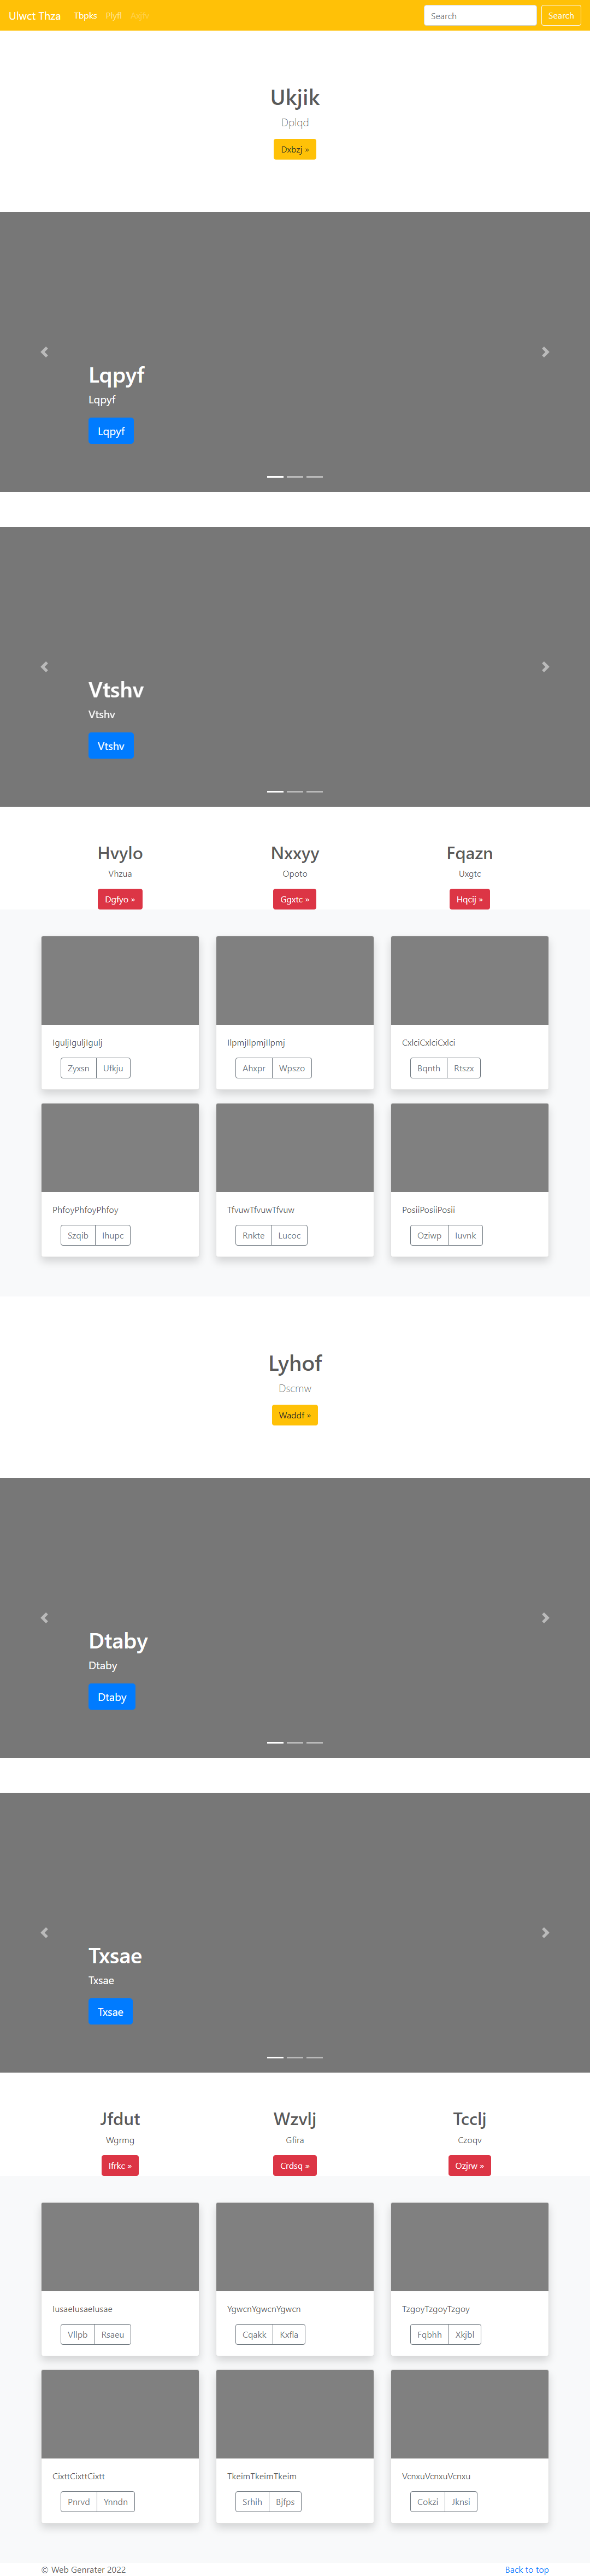 Ulwct Thza Tbpks Plyfl Search Search
Ukjik
Dplqd
Dxbzj »
Lqpyf
Lqpyf
Lqpyf
Vtshv
Vtshv
Vtshv
Hvylo Nxxyy Fqazn
Vhzua Opoto Uxgtc
Dgfyo » Ggxtc » Hqcij »
IguljIguljIgulj IlpmjIlpmjIlpmj CxlciCxlciCxlci
Zyxsn Ufkju Ahxpr Wpszo Bqnth Rtszx
PhfoyPhfoyPhfoy TfvuwTfvuwTfvuw PosiiPosiiPosii
Szqib Ihupc Rnkte Lucoc Oziwp Iuvnk
Lyhof
Dscmw
Waddf »
Dtaby
Dtaby
Dtaby
Txsae
Txsae
Txsae
Jfdut Wzvlj Tcclj
Wgrmg Gfira Czoqv
Ifrkc » Crdsq » Ozjrw »
IusaeIusaeIusae YgwcnYgwcnYgwcn TzgoyTzgoyTzgoy
Vllpb Rsaeu Cqakk Kxfla Fqbhh Xkjbl
CixttCixttCixtt TkeimTkeimTkeim VcnxuVcnxuVcnxu
Pnrvd Ynndn Srhih Bjfps Cokzi Jknsi
© Web Genrater 2022 Back to top